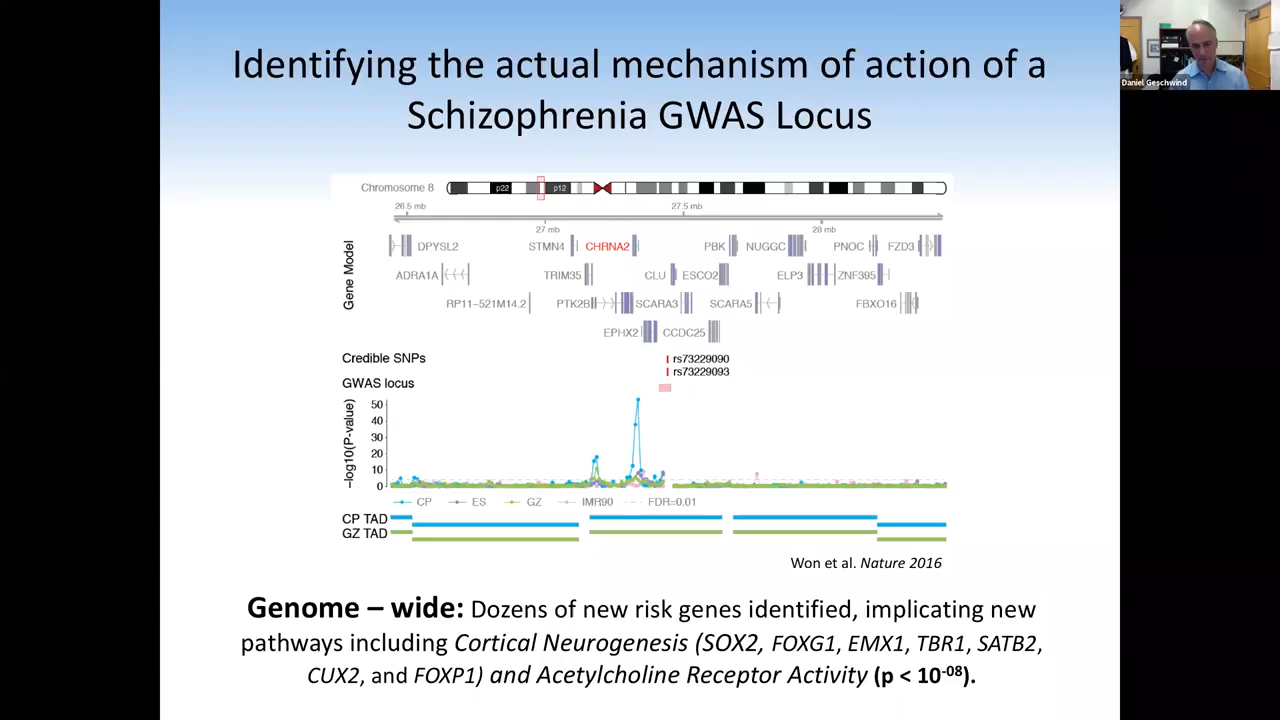 Identifying the actual mechanism of action of a
Schizophrenia GWAS Locus
Daniel Geschwind
Chromosome 8 p22 p12
26.5 mb 27.5 mb
27 mb 28 mb
Gene Model
DPYSL2 STMN4 CHRNA2 PBK NUGGC PNOC FZD3
ADRA1A TRIM35 CLU ESCO2 ELP3 ZNF395
RP11-521M14.2 PTK2B SCARA3 SCARA5 FBXO16
EPHX2 CCDC25
Credible SNPs rs73229090
rs73229093
GWAS locus
-log10(P-value)
50
40
30
20
10
0
CP ES GZ IMR90 FDR=0.01
CP TAD
GZ TAD
Won et al. Nature 2016
Genome – wide: Dozens of new risk genes identified, implicating new
pathways including Cortical Neurogenesis (SOX2, FOXG1, EMX1, TBR1, SATB2,
CUX2, and FOXP1) and Acetylcholine Receptor Activity (p < 10-08).